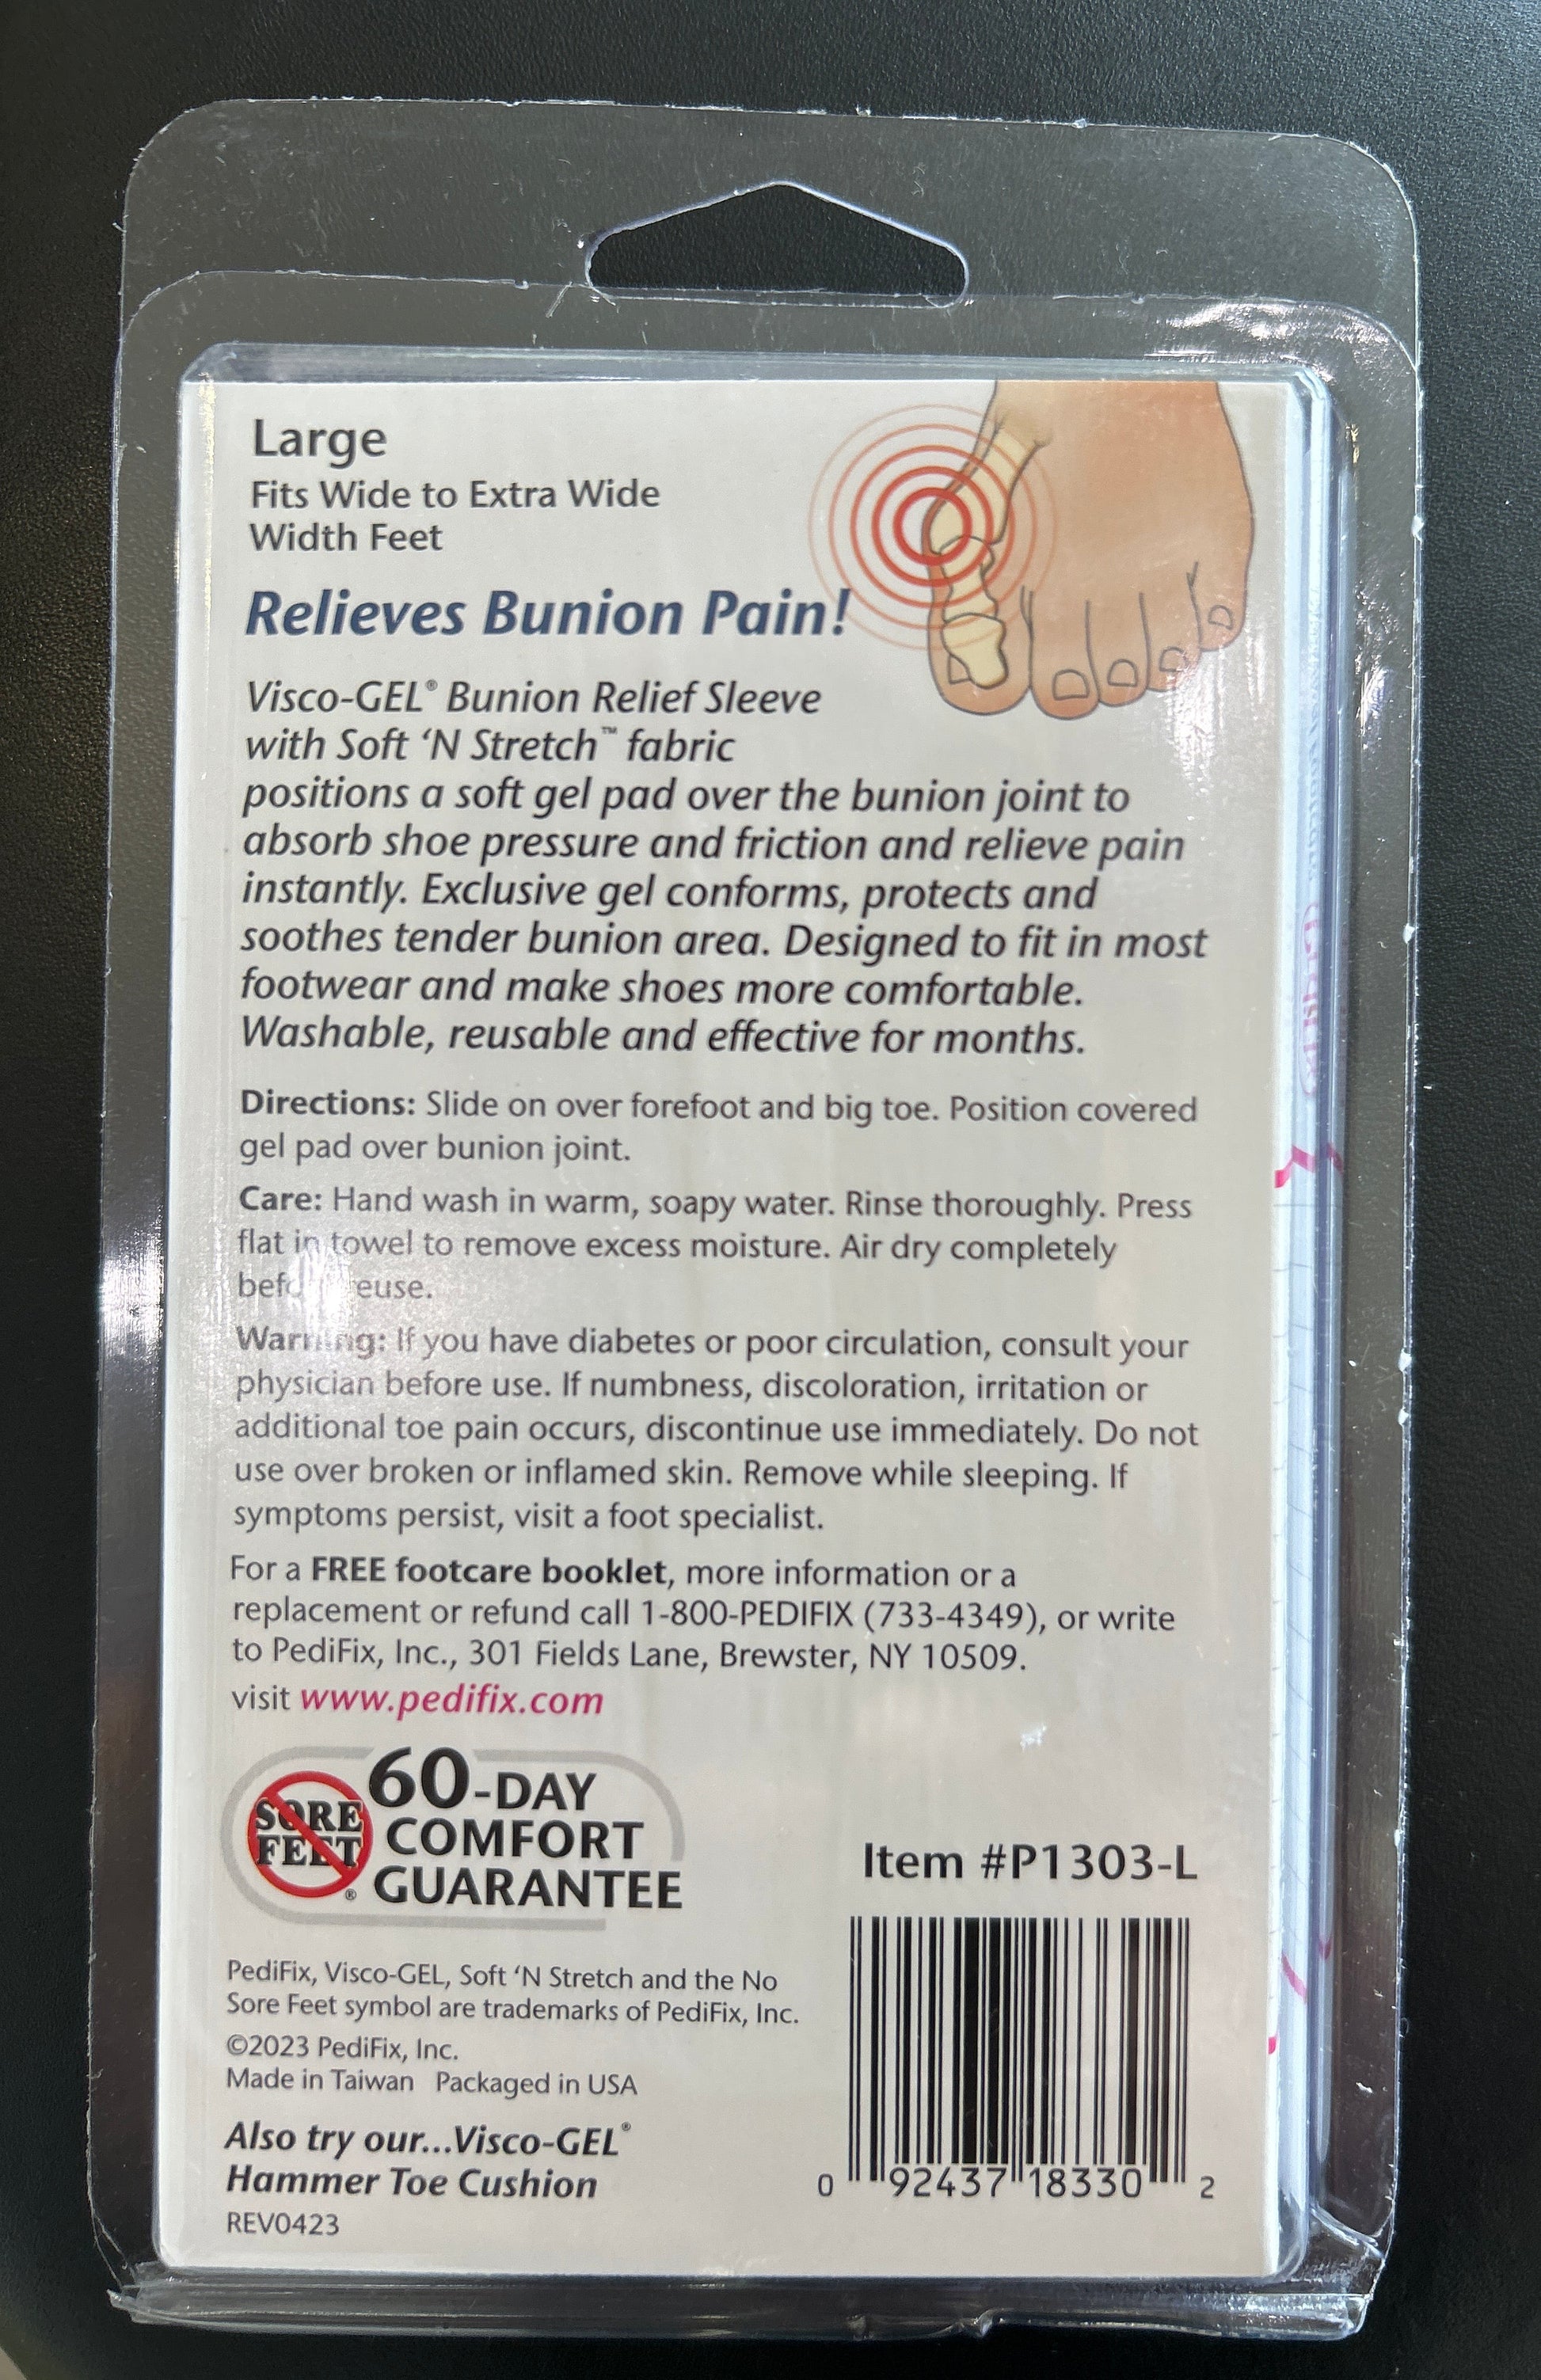 Large
Fits Wide to Extra Wide
Width Feet
Relieves Bunion Pain!
Visco-GEL® Bunion Relief Sleeve
with Soft ‘N Stretch™ fabric
positions a soft gel pad over the bunion joint to
absorb shoe pressure and friction and relieve pain
instantly. Exclusive gel conforms, protects and
soothes tender bunion area. Designed to fit in most
footwear and make shoes more comfortable.
Washable, reusable and effective for months.
Directions: Slide on over forefoot and big toe. Position covered
gel pad over bunion joint.
Care: Hand wash in warm, soapy water. Rinse thoroughly. Press
flat in towel to remove excess moisture. Air dry completely
before reuse.
Warning: If you have diabetes or poor circulation, consult your
physician before use. If numbness, discoloration, irritation or
additional toe pain occurs, discontinue use immediately. Do not
use over broken or inflamed skin. Remove while sleeping. If
symptoms persist, visit a foot specialist.
For a FREE footcare booklet, more information or a
replacement or refund call 1-800-PEDIFIX (733-4349), or write
to PediFix, Inc., 301 Fields Lane, Brewster, NY 10509.
visit www.pedifix.com
SORE
FEET®
60-DAY
COMFORT
GUARANTEE
Item #P1303-L
PediFix, Visco-GEL, Soft ‘N Stretch and the No
Sore Feet symbol are trademarks of PediFix, Inc.
©2023 PediFix, Inc.
Made in Taiwan Packaged in USA
Also try our...Visco-GEL®
Hammer Toe Cushion
REV0423
0 92437 18330 2